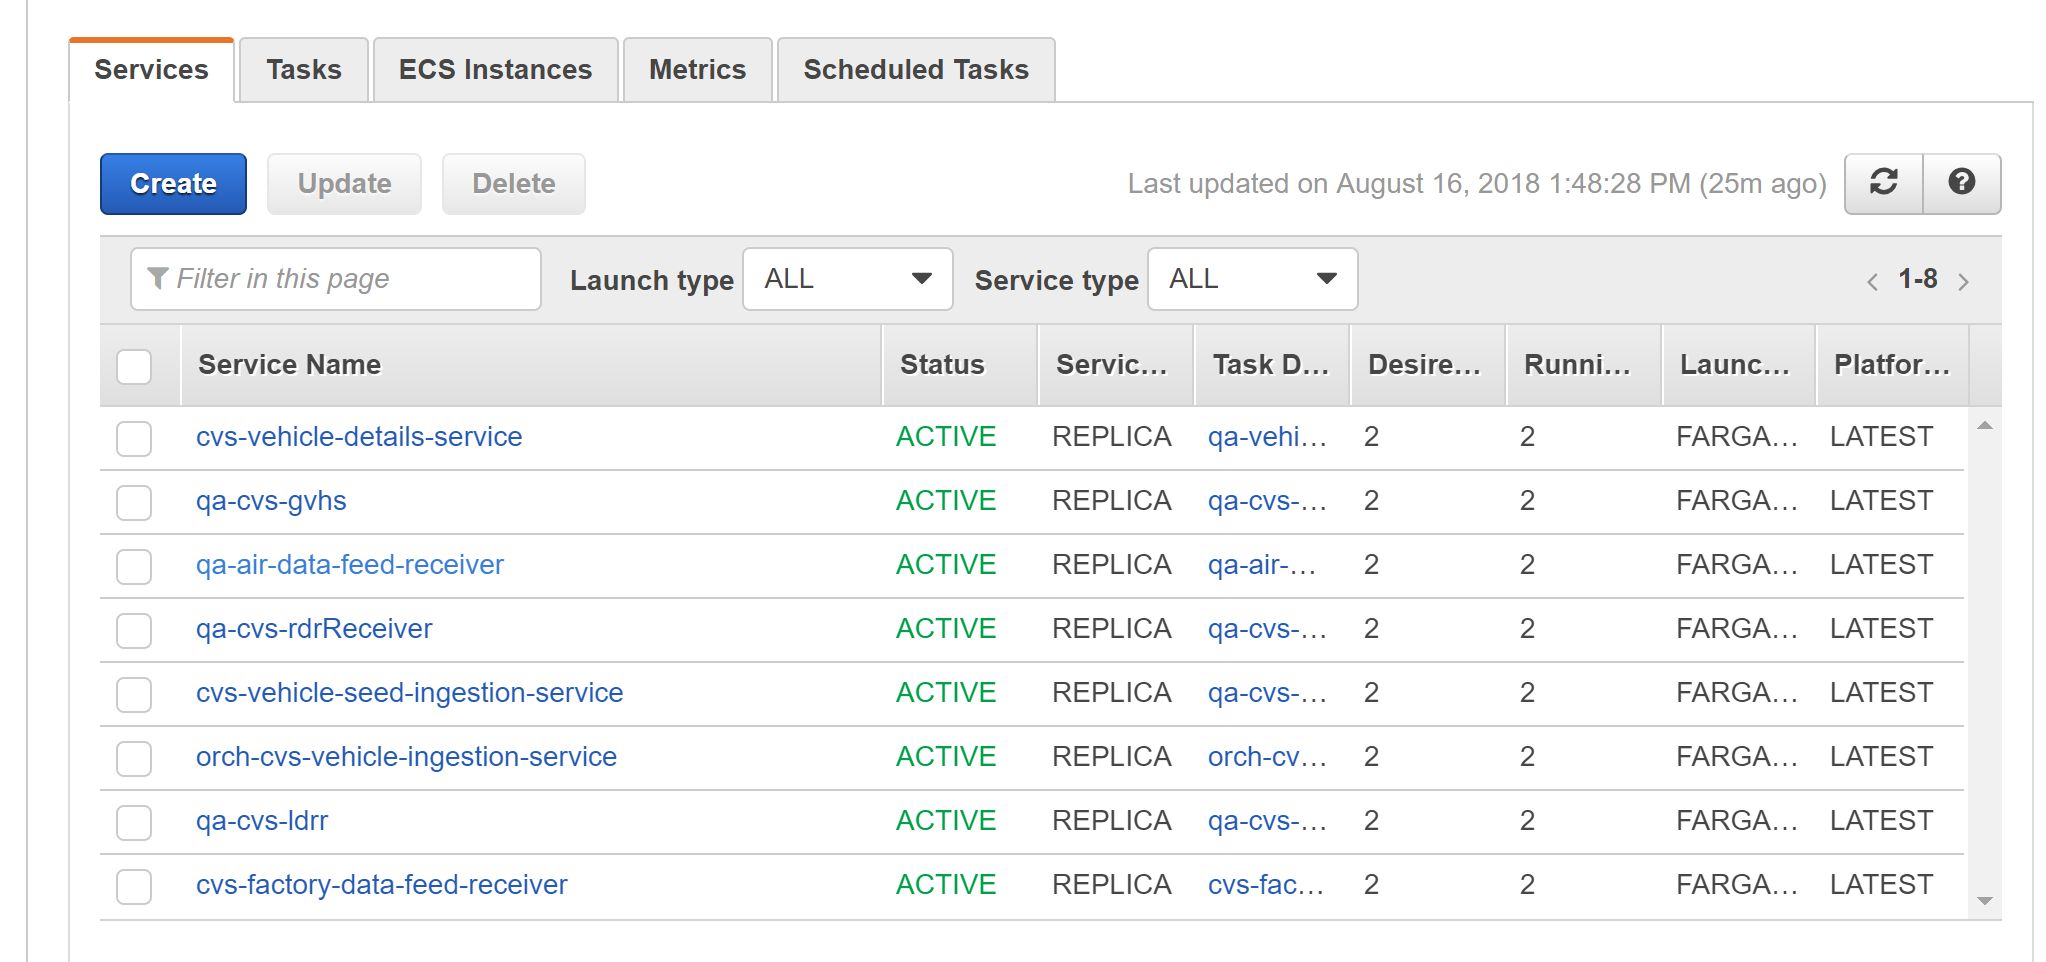 Services Tasks ECS Instances Metrics Scheduled Tasks
Create Update Delete Last updated on August 16, 2018 1:48:28 PM (25m ago)
Filter in this page Launch type ALL Service type ALL < 1-8 >
Service Name Status Servic... Task D... Desire... Runni... Launc... Platfor...
cvs-vehicle-details-service ACTIVE REPLICA qa-vehi... 2 2 FARGA... LATEST
qa-cvs-gvhs ACTIVE REPLICA qa-cvs-... 2 2 FARGA... LATEST
qa-air-data-feed-receiver ACTIVE REPLICA qa-air-... 2 2 FARGA... LATEST
qa-cvs-rdrReceiver ACTIVE REPLICA qa-cvs-... 2 2 FARGA... LATEST
cvs-vehicle-seed-ingestion-service ACTIVE REPLICA qa-cvs-... 2 2 FARGA... LATEST
orch-cvs-vehicle-ingestion-service ACTIVE REPLICA orch-cv... 2 2 FARGA... LATEST
qa-cvs-ldrr ACTIVE REPLICA qa-cvs-... 2 2 FARGA... LATEST
cvs-factory-data-feed-receiver ACTIVE REPLICA cvs-fac... 2 2 FARGA... LATEST